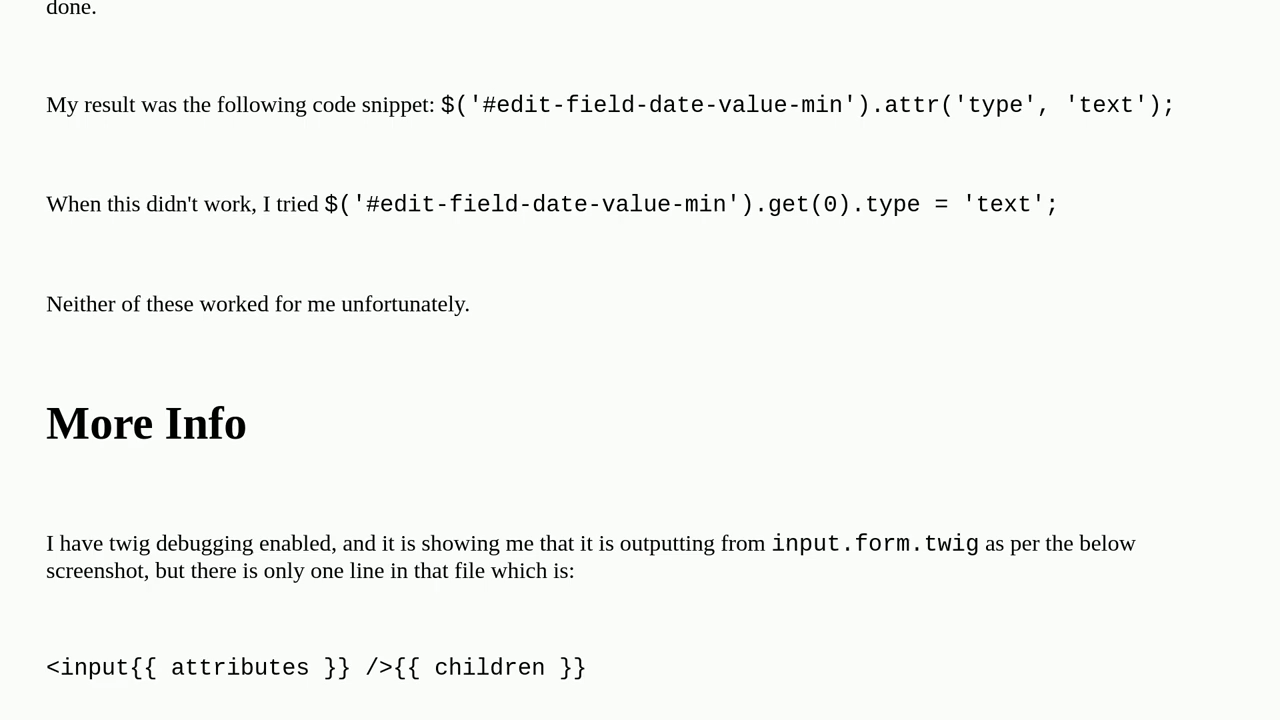 done.
My result was the following code snippet: $('#edit-field-date-value-min').attr('type', 'text');
When this didn't work, I tried $('#edit-field-date-value-min').get(0).type = 'text';
Neither of these worked for me unfortunately.
More Info
I have twig debugging enabled, and it is showing me that it is outputting from input.form.twig as per the below
screenshot, but there is only one line in that file which is:
<input{{ attributes }} />{{ children }}